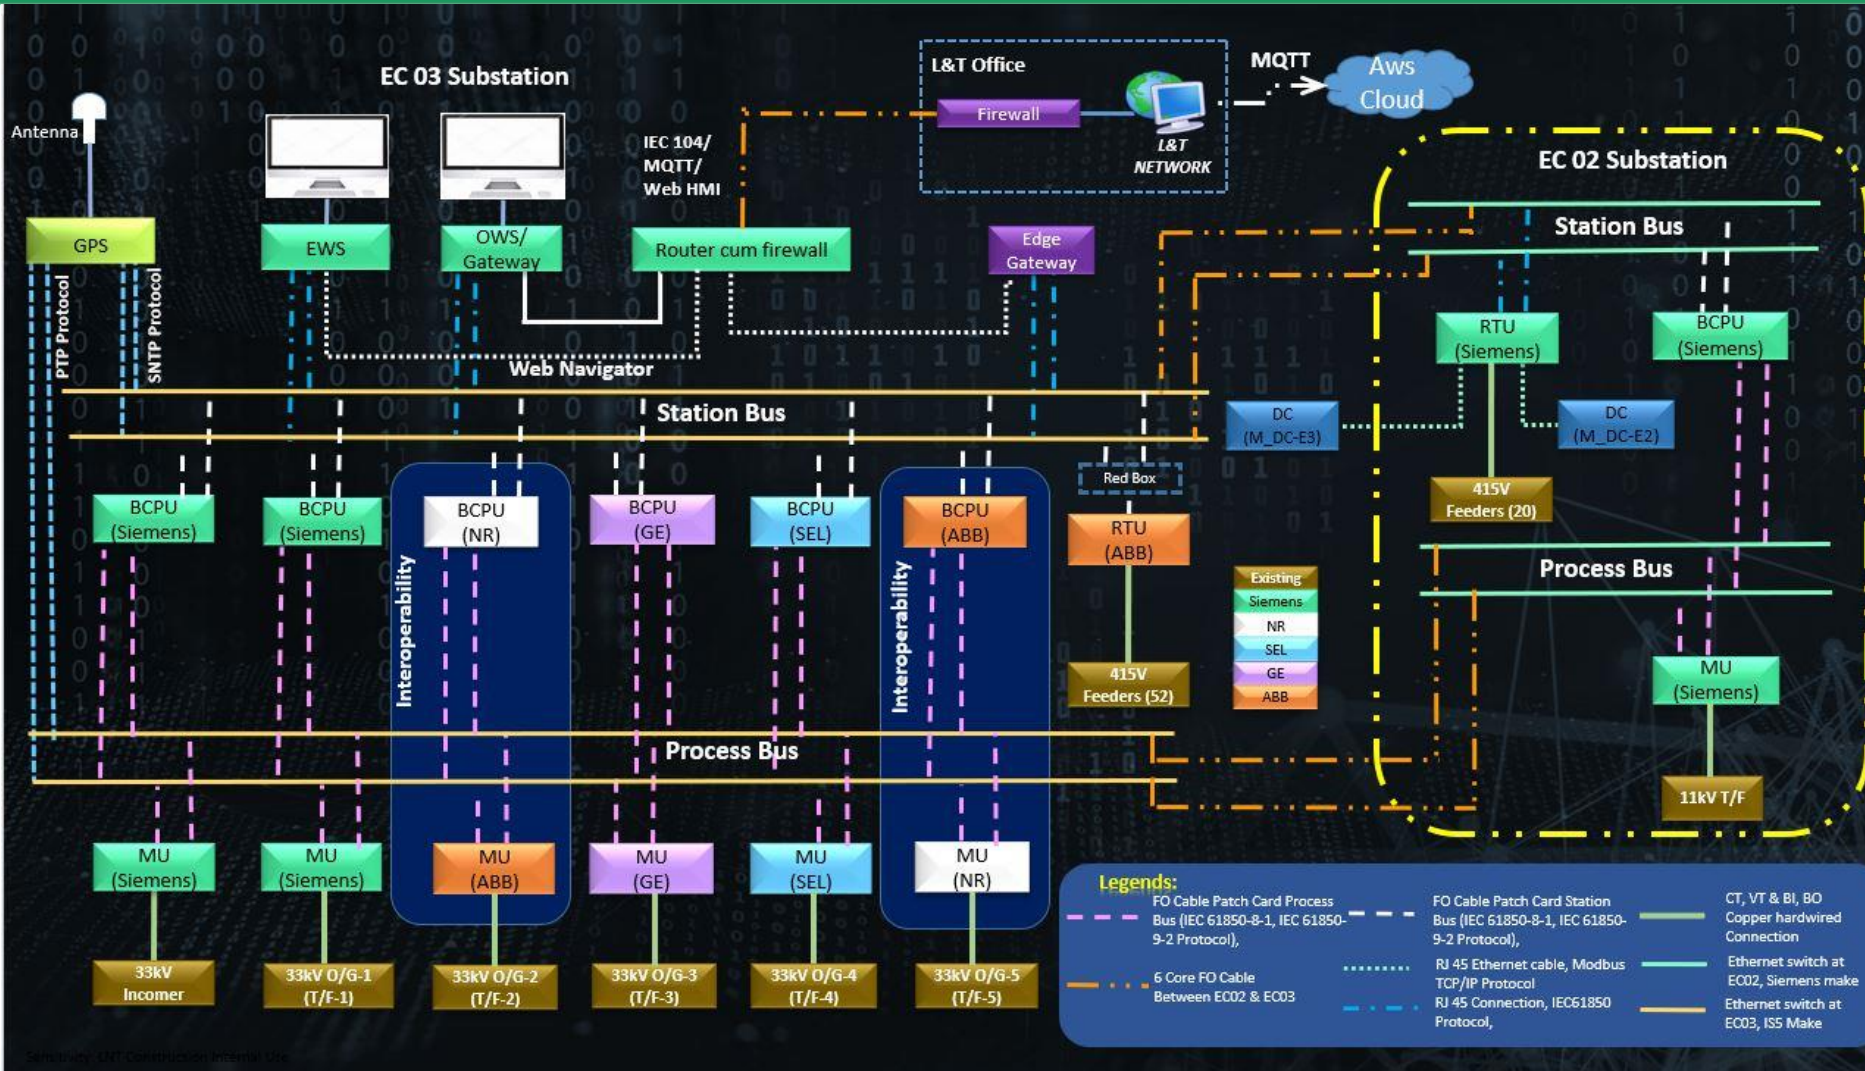 EC 03 Substation
Antenna
GPS
EWS
OWS/
Gateway
IEC 104/
MQTT/
Web HMI
Router cum firewall
L&T Office
Firewall
L&T
NETWORK
MQTT
Aws
Cloud
Edge
Gateway
PTP Protocol
SNTP Protocol
Web Navigator
Station Bus
BCPU
(Siemens)
BCPU
(Siemens)
BCPU
(NR)
BCPU
(GE)
BCPU
(SEL)
BCPU
(ABB)
Red Box
RTU
(ABB)
415V
Feeders (52)
Interoperability
Interoperability
Process Bus
MU
(Siemens)
MU
(Siemens)
MU
(ABB)
MU
(GE)
MU
(SEL)
MU
(NR)
33kV
Incomer
33kV O/G-1
(T/F-1)
33kV O/G-2
(T/F-2)
33kV O/G-3
(T/F-3)
33kV O/G-4
(T/F-4)
33kV O/G-5
(T/F-5)
Existing
Siemens
NR
SEL
GE
ABB
EC 02 Substation
Station Bus
RTU
(Siemens)
BCPU
(Siemens)
DC
(M_DC-E3)
DC
(M_DC-E2)
415V
Feeders (20)
Process Bus
MU
(Siemens)
11kV T/F
Legends:
FO Cable Patch Card Process
Bus (IEC 61850-8-1, IEC 61850-
9-2 Protocol),
6 Core FO Cable
Between EC02 & EC03
FO Cable Patch Card Station
Bus (IEC 61850-8-1, IEC 61850-
9-2 Protocol),
RJ 45 Ethernet cable, Modbus
TCP/IP Protocol
RJ 45 Connection, IEC61850
Protocol,
CT, VT & BI, BO
Copper hardwired
Connection
Ethernet switch at
EC02, Siemens make
Ethernet switch at
EC03, IS5 Make
Sensitivity: LNT Construction Internal Use